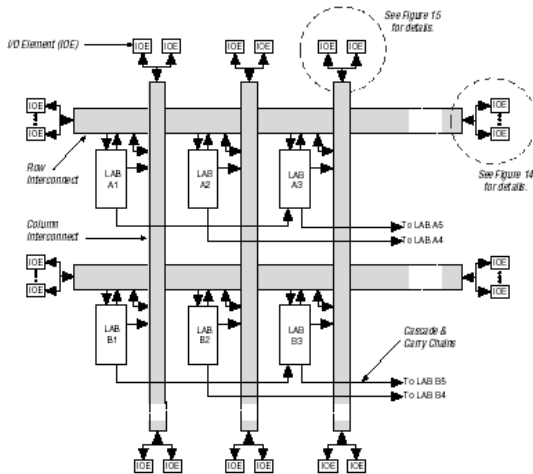 I/O Element (IOE)
IOE IOE
IOE IOE
IOE IOE
See Figure 15
for details.
IOE
IOE
IOE
IOE
See Figure 14
for details.
Row
Interconnect
LAB
A1
LAB
A2
LAB
A3
To LAB A5
To LAB A4
Column
Interconnect
IOE
IOE
IOE
IOE
LAB
B1
LAB
B2
LAB
B3
Cascade &
Carry Chains
To LAB B5
To LAB B4
IOE IOE
IOE IOE
IOE IOE